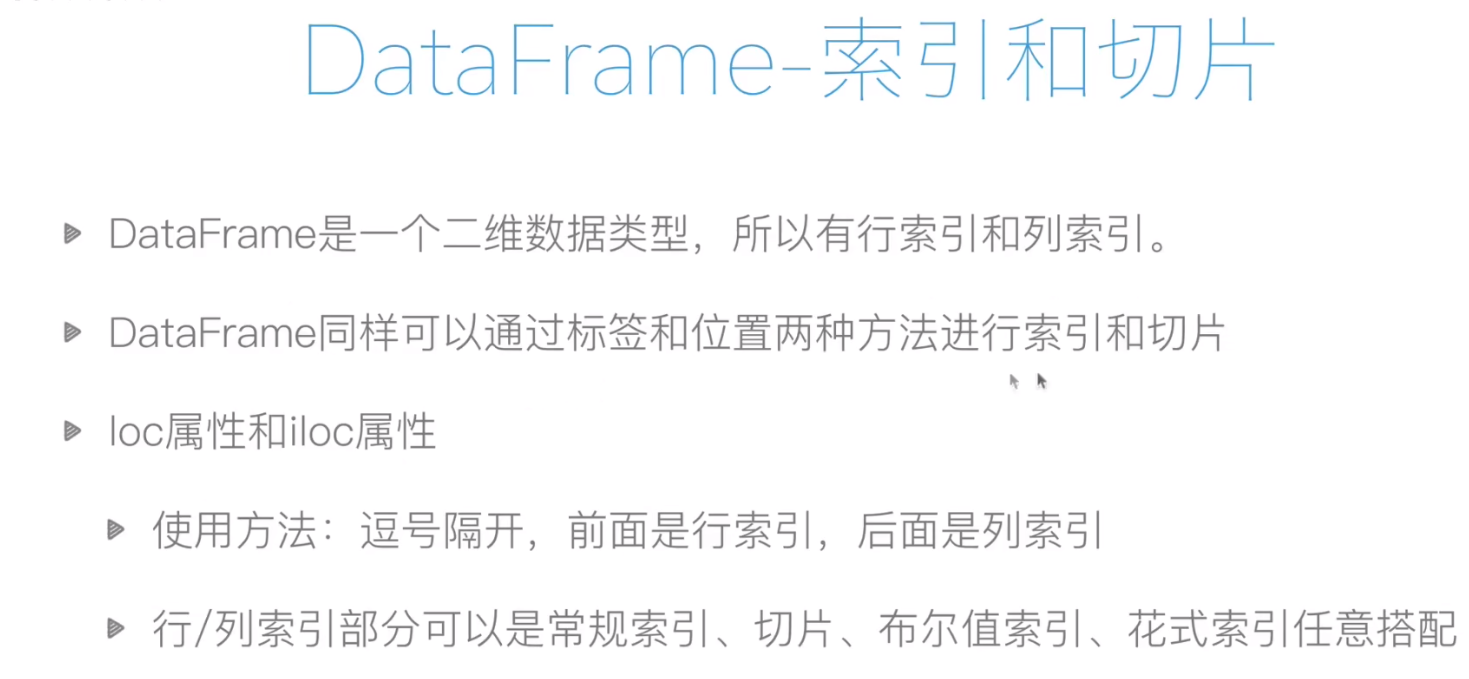 DataFrame-索引和切片
DataFrame是一个二维数据类型，所以有行索引和列索引。
DataFrame同样可以通过标签和位置两种方法进行索引和切片
loc属性和iloc属性
使用方法：逗号隔开，前面是行索引，后面是列索引
行/列索引部分可以是常规索引、切片、布尔值索引、花式索引任意搭配